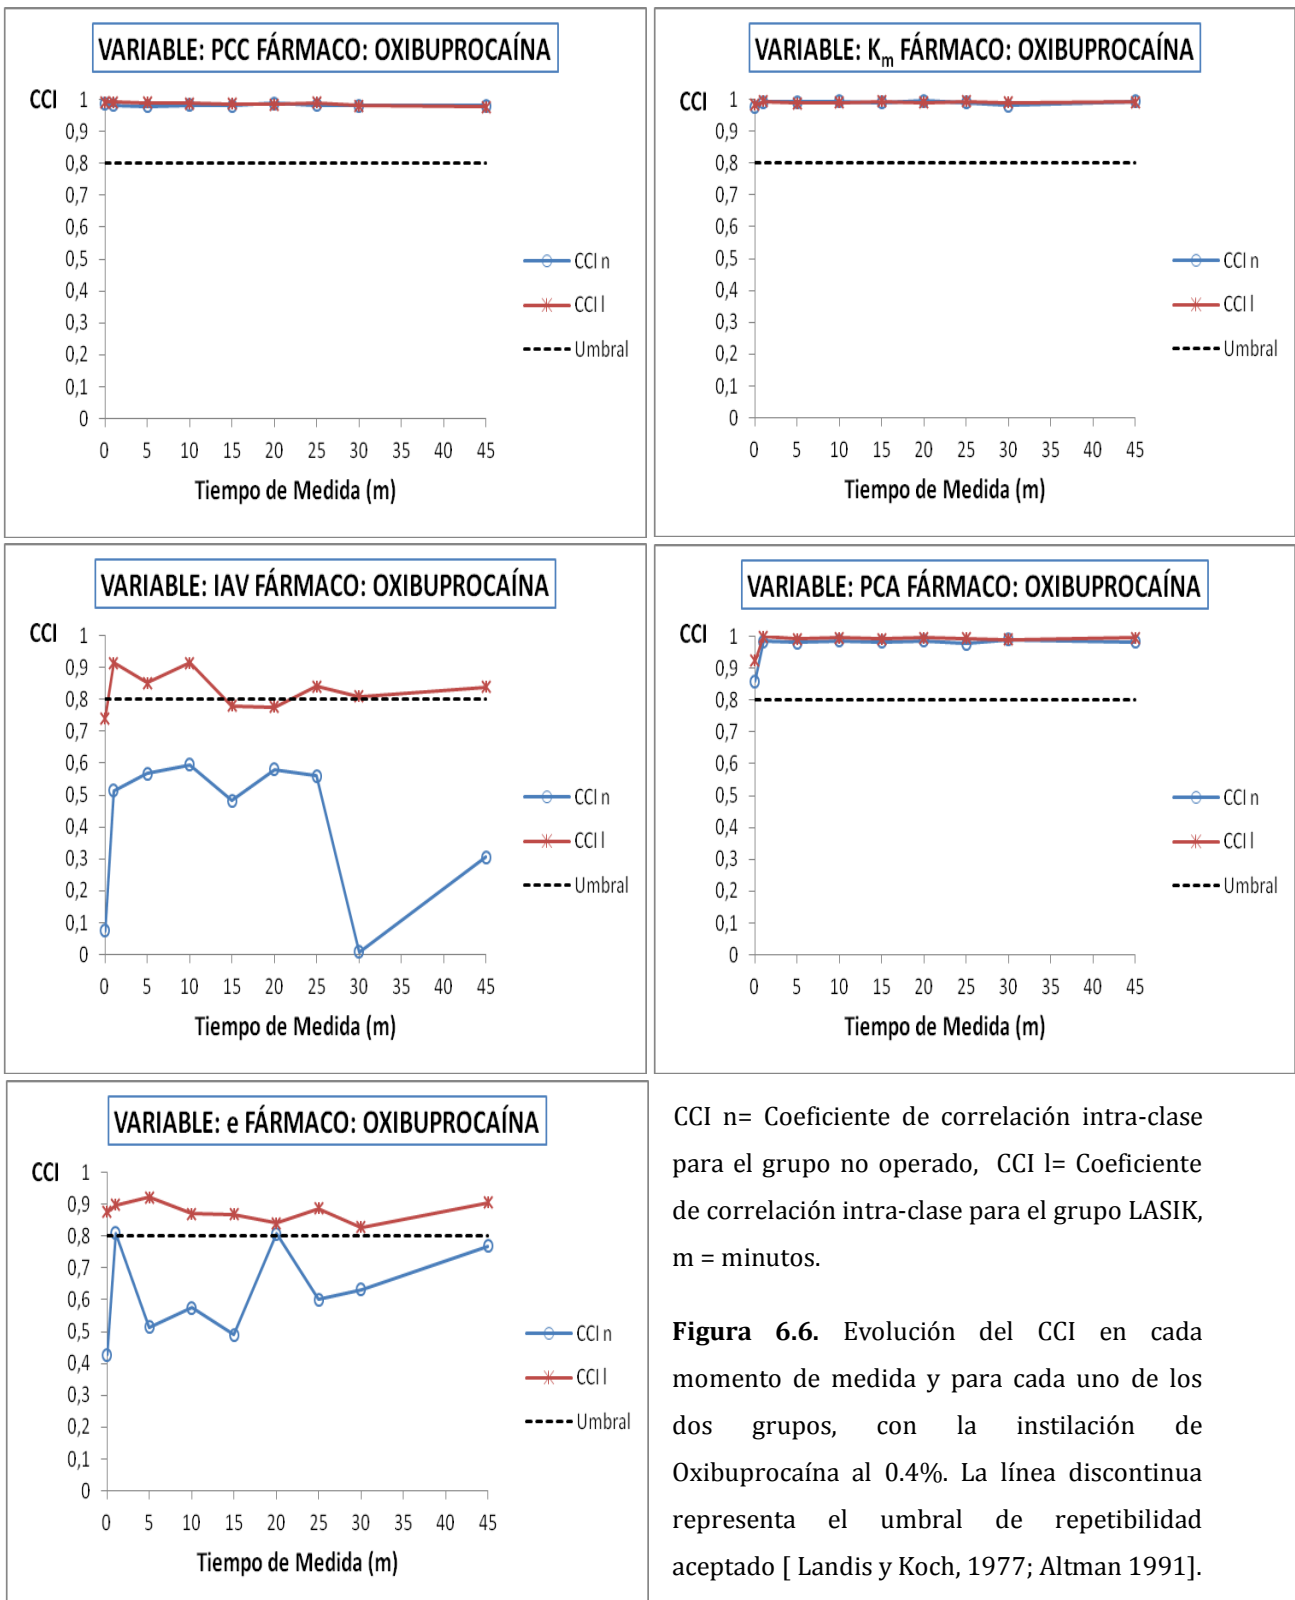 VARIABLE: PCC FÁRMACO: OXIBUPROCAÍNA
CCI
1
0,9
0,8
0,7
0,6
0,5
0,4
0,3
0,2
0,1
0
0 5 10 15 20 25 30 35 40 45
Tiempo de Medida (m)
CCI n
CCI l
Umbral
VARIABLE: Km FÁRMACO: OXIBUPROCAÍNA
CCI
1
0,9
0,8
0,7
0,6
0,5
0,4
0,3
0,2
0,1
0
0 5 10 15 20 25 30 35 40 45
Tiempo de Medida (m)
CCI n
CCI l
Umbral
VARIABLE: IAV FÁRMACO: OXIBUPROCAÍNA
CCI
1
0,9
0,8
0,7
0,6
0,5
0,4
0,3
0,2
0,1
0
0 5 10 15 20 25 30 35 40 45
Tiempo de Medida (m)
CCI n
CCI l
Umbral
VARIABLE: PCA FÁRMACO: OXIBUPROCAÍNA
CCI
1
0,9
0,8
0,7
0,6
0,5
0,4
0,3
0,2
0,1
0
0 5 10 15 20 25 30 35 40 45
Tiempo de Medida (m)
CCI n
CCI l
Umbral
VARIABLE: e FÁRMACO: OXIBUPROCAÍNA
CCI
1
0,9
0,8
0,7
0,6
0,5
0,4
0,3
0,2
0,1
0
0 5 10 15 20 25 30 35 40 45
Tiempo de Medida (m)
CCI n
CCI l
Umbral
CCI n= Coeficiente de correlación intra-clase
para el grupo no operado, CCI l= Coeficiente
de correlación intra-clase para el grupo LASIK,
m = minutos.
Figura 6.6. Evolución del CCI en cada
momento de medida y para cada uno de los
dos grupos, con la instilación de
Oxibuprocaína al 0.4%. La línea discontinua
representa el umbral de repetibilidad
aceptado [ Landis y Koch, 1977; Altman 1991].